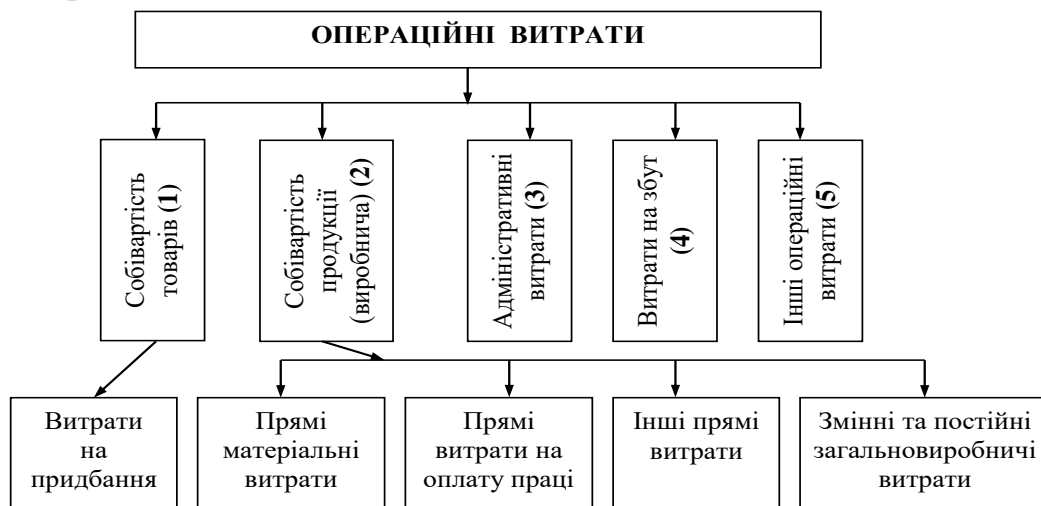 ОПЕРАЦІЙНІ ВИТРАТИ
Собівартість
товарів (1)
Собівартість
продукції
(виробнича) (2)
Адміністративні
витрати (3)
Витрати на збут
(4)
Інші операційні
витрати (5)
Витрати
на
придбання
Прямі
матеріальні
витрати
Прямі
витрати на
оплату праці
Інші прямі
витрати
Змінні та постійні
загальновиробничі
витрати